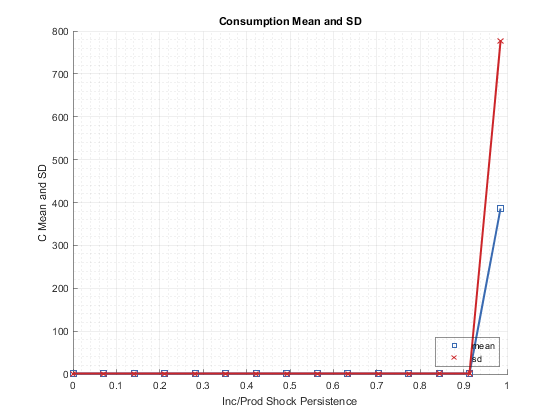 Consumption Mean and SD
800
700
600
500
400
300
200
100
0
C Mean and SD
mean
sd
0 0.1 0.2 0.3 0.4 0.5 0.6 0.7 0.8 0.9 1
Inc/Prod Shock Persistence